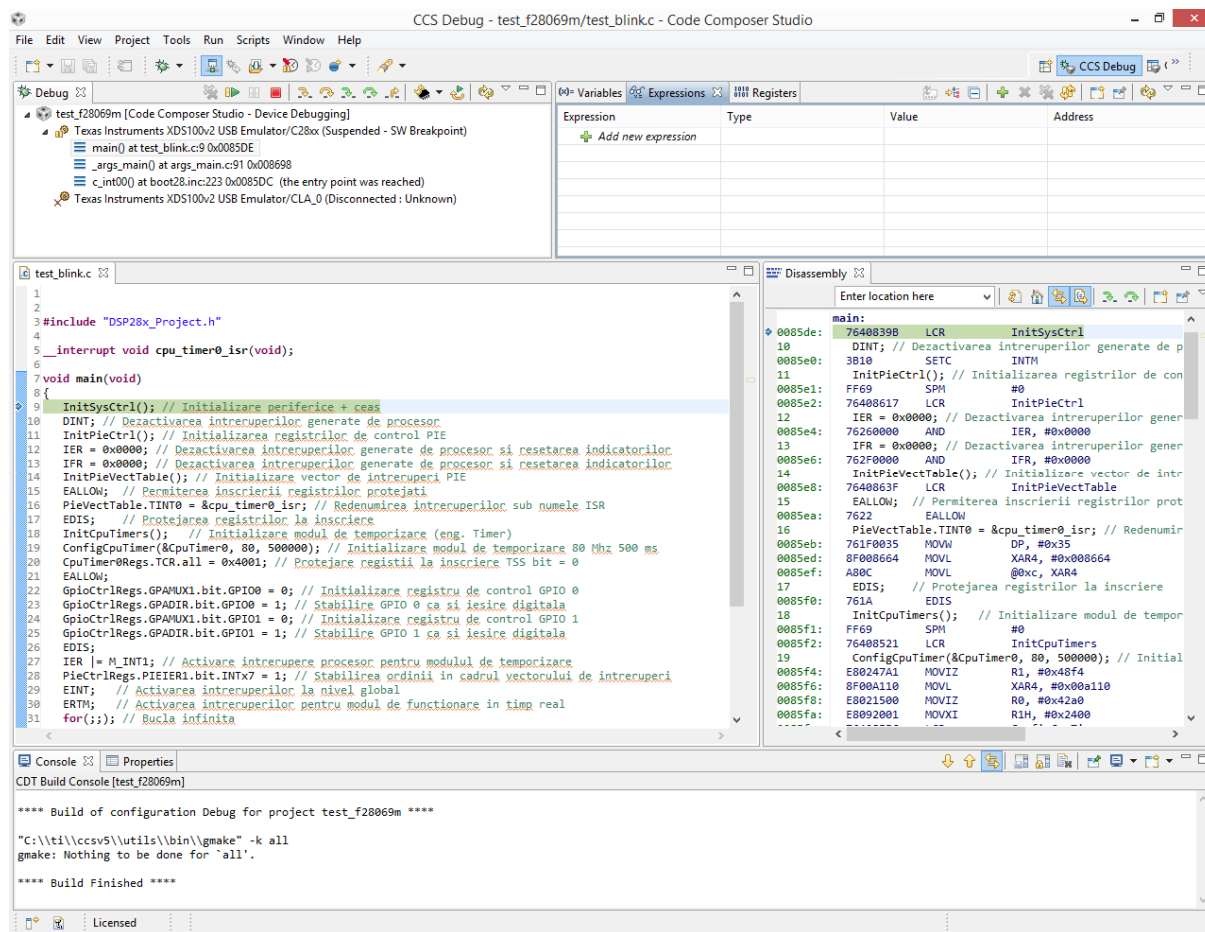 CCS Debug - test_f28069m/test_blink.c - Code Composer Studio
File Edit View Project Tools Run Scripts Window Help
CCS Debug
Debug
test_f28069m [Code Composer Studio - Device Debugging]
Texas Instruments XDS100v2 USB Emulator/C28xx (Suspended - SW Breakpoint)
main() at test_blink.c:9 0x0085DE
_args_main() at args_main.c:91 0x008698
c_int00() at boot28.inc:223 0x0085DC (the entry point was reached)
Texas Instruments XDS100v2 USB Emulator/CLA_0 (Disconnected : Unknown)
(x)= Variables Expressions 1010 Registers
Expression Type Value Address
Add new expression
test_blink.c
1
2
3 #include "DSP28x_Project.h"
4
5 __interrupt void cpu_timer0_isr(void);
6
7 void main(void)
8 {
9 InitSysCtrl(); // Initializare periferice + ceas
10 DINT; // Dezactivarea intreruperilor generate de procesor
11 InitPieCtrl(); // Initializarea registrilor de control PIE
12 IER = 0x0000; // Dezactivarea intreruperilor generate de procesor si resetarea indicatorilor
13 IFR = 0x0000; // Dezactivarea intreruperilor generate de procesor si resetarea indicatorilor
14 InitPieVectTable(); // Initializare vector de intreruperi PIE
15 EALLOW; // Permiterea inscrierii registrilor protejati
16 PieVectTable.TINT0 = &cpu_timer0_isr; // Redenumirea intreruperilor sub numele ISR
17 EDIS; // Protejarea registrilor la inscriere
18 InitCpuTimers(); // Initializare modul de temporizare (eng. Timer)
19 ConfigCpuTimer(&CpuTimer0, 80, 500000); // Initializare modul de temporizare 80 Mhz 500 ms
20 CpuTimer0Regs.TCR.all = 0x4001; // Protejare registii la inscriere TSS bit = 0
21 EALLOW;
22 GpioCtrlRegs.GPAMUX1.bit.GPIO0 = 0; // Initializare registru de control GPIO 0
23 GpioCtrlRegs.GPADIR.bit.GPIO0 = 1; // Stabilire GPIO 0 ca si iesire digitala
24 GpioCtrlRegs.GPAMUX1.bit.GPIO1 = 0; // Initializare registru de control GPIO 1
25 GpioCtrlRegs.GPADIR.bit.GPIO1 = 1; // Stabilire GPIO 1 ca si iesire digitala
26 EDIS;
27 IER |= M_INT1; // Activare intrerupere procesor pentru modulul de temporizare
28 PieCtrlRegs.PIEIER1.bit.INTx7 = 1; // Stabilirea ordinii in cadrul vectorului de intreruperi
29 EINT; // Activarea intreruperilor la nivel global
30 ERTM; // Activarea intreruperilor pentru modul de functionare in timp real
31 for(;;); // Bucla infinita
Disassembly
Enter location here
main:
0085de: 7640839B LCR InitSysCtrl
10 DINT; // Dezactivarea intreruperilor generate de p
0085e0: 3B10 SETC INTM
11 InitPieCtrl(); // Initializarea registrilor de con
0085e1: FF69 SPM #0
0085e2: 76408617 LCR InitPieCtrl
12 IER = 0x0000; // Dezactivarea intreruperilor gener
0085e4: 76260000 AND IER, #0x0000
13 IFR = 0x0000; // Dezactivarea intreruperilor gener
0085e6: 762F0000 AND IFR, #0x0000
14 InitPieVectTable(); // Initializare vector de intr
0085e8: 7640863F LCR InitPieVectTable
15 EALLOW; // Permiterea inscrierii registrilor prot
0085ea: 7622 EALLOW
16 PieVectTable.TINT0 = &cpu_timer0_isr; // Redenumir
0085eb: 761F0035 MOVW DP, #0x35
0085ed: 8F008664 MOVL XAR4, #0x008664
0085ef: A80C MOVL @0xc, XAR4
17 EDIS; // Protejarea registrilor la inscriere
0085f0: 761A EDIS
18 InitCpuTimers(); // Initializare modul de tempor
0085f1: FF69 SPM #0
0085f2: 76408521 LCR InitCpuTimers
19 ConfigCpuTimer(&CpuTimer0, 80, 500000); // Initial
0085f4: E80247A1 MOVIZ R1, #0x48f4
0085f6: 8F00A110 MOVL XAR4, #0x00a110
0085f8: E8021500 MOVIZ R0, #0x42a0
0085fa: E8092001 MOVXI R1H, #0x2400
Console Properties
CDT Build Console [test_f28069m]
**** Build of configuration Debug for project test_f28069m ****
"C:\\ti\\ccsv5\\utils\\bin\\gmake" -k all
gmake: Nothing to be done for `all'.
**** Build Finished ****
Licensed